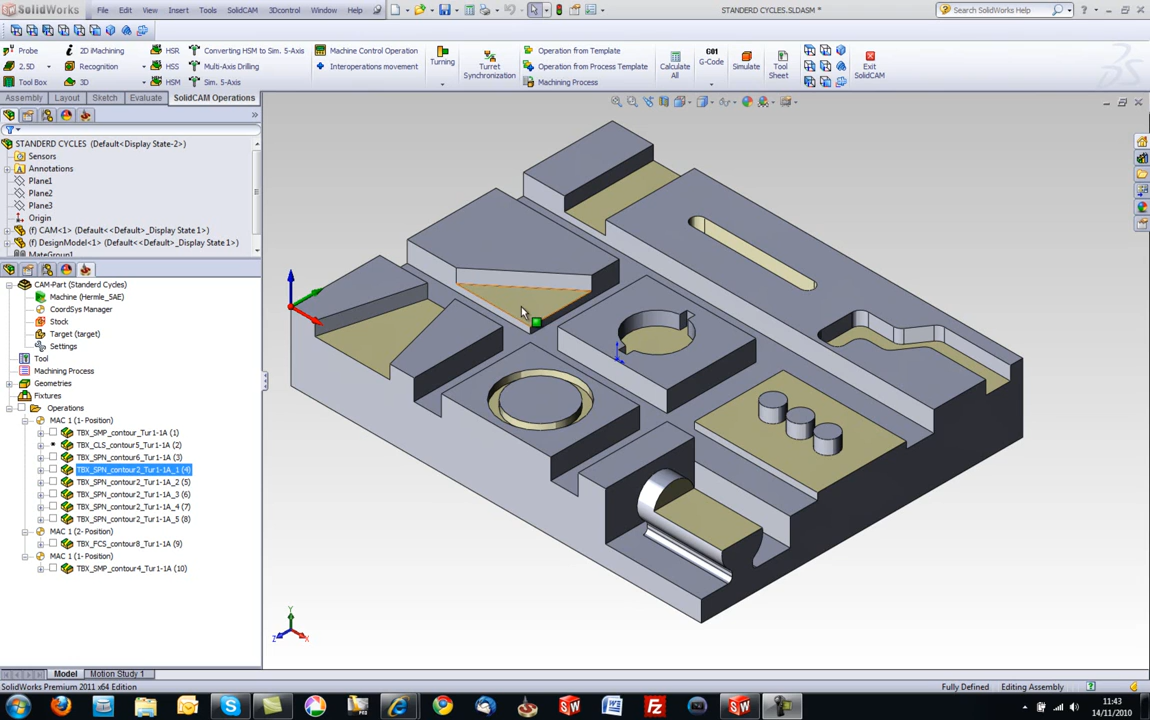 SolidWorks File Edit View Insert Tools SolidCAM 3Dcontrol Window Help STANDERD CYCLES.SLDASM * Search SolidWorks Help
Probe 2D iMachining HSR Converting HSM to Sim. 5-Axis Machine Control Operation Turning Turret Synchronization Operation from Template Calculate All G01 G-Code Simulate Tool Sheet Exit SolidCAM
2.5D Recognition HSS Multi-Axis Drilling Interoperations movement Operation from Process Template
Tool Box 3D HSM Sim. 5-Axis Machining Process
Assembly Layout Sketch Evaluate SolidCAM Operations
STANDERD CYCLES (Default<Display State-2>)
Sensors
Annotations
Plane1
Plane2
Plane3
Origin
(f) CAM<1> (Default<<Default>_Display State 1>)
(f) DesignModel<1> (Default<<Default>_Display State 1>)
MateGroup1
CAM-Part (Standerd Cycles)
Machine (Hermle_5AE)
CoordSys Manager
Stock
Target (target)
Settings
Tool
Machining Process
Geometries
Fixtures
Operations
MAC 1 (1- Position)
TBX_SMP_contour_Tur1-1A (1)
TBX_CLS_contour5_Tur1-1A (2)
TBX_SPN_contour6_Tur1-1A (3)
TBX_SPN_contour2_Tur1-1A_1 (4)
TBX_SPN_contour2_Tur1-1A_2 (5)
TBX_SPN_contour2_Tur1-1A_3 (6)
TBX_SPN_contour2_Tur1-1A_4 (7)
TBX_SPN_contour2_Tur1-1A_5 (8)
MAC 1 (2- Position)
TBX_FCS_contour8_Tur1-1A (9)
MAC 1 (1- Position)
TBX_SMP_contour4_Tur1-1A (10)
Y
Z X
Model Motion Study 1
SolidWorks Premium 2011 x64 Edition Fully Defined Editing Assembly
11:43
14/11/2010